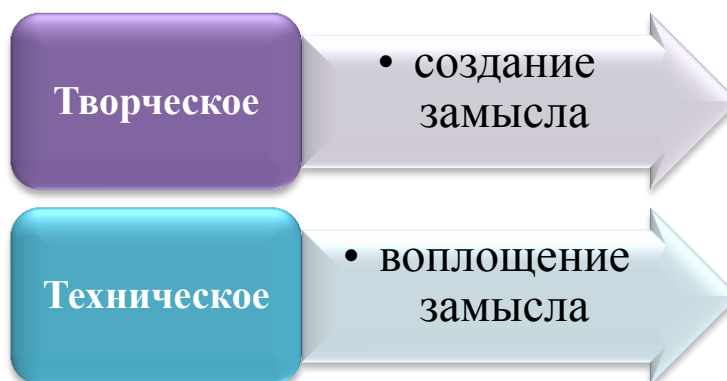 Творческое
• создание
замысла
Техническое
• воплощение
замысла